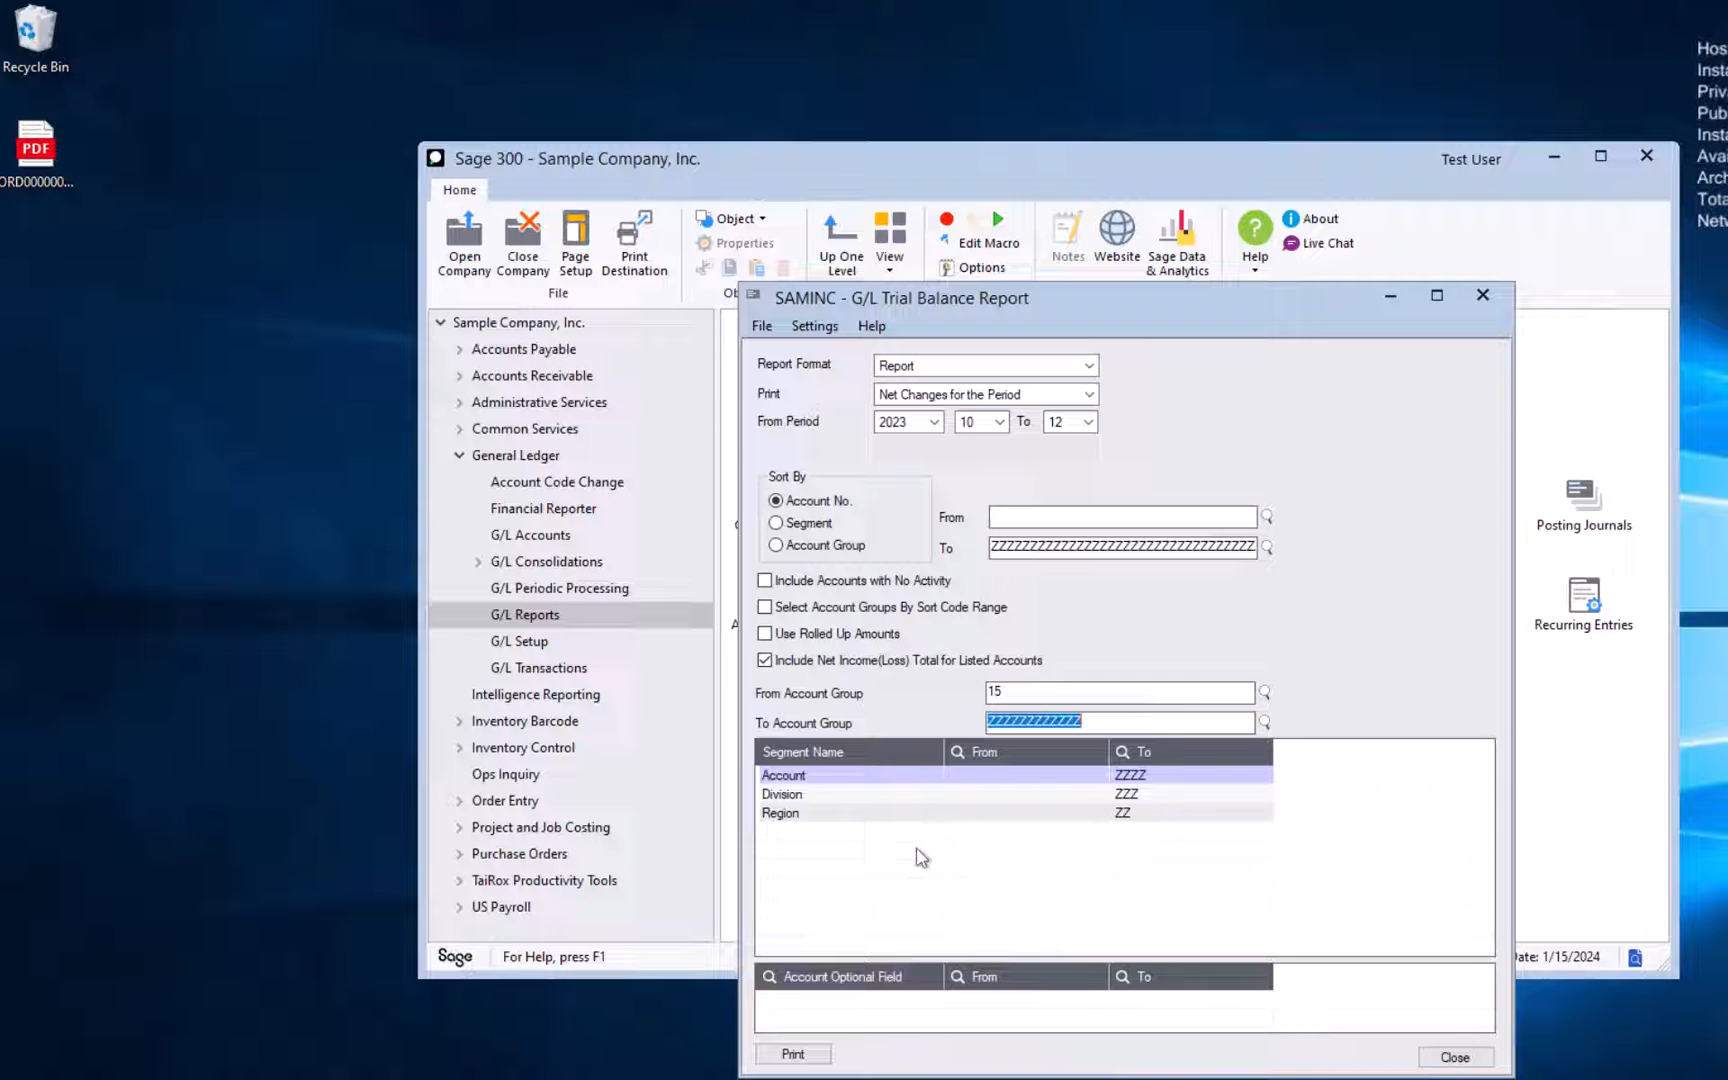 Recycle Bin
PDF
ORD000000...
Sage 300 - Sample Company, Inc.
Test User
Home
Open Company
Close Company
Page Setup
Print Destination
File
Object
Properties
Up One Level
View
Edit Macro
Options
Notes
Website
Sage Data & Analytics
Help
About
Live Chat
Sample Company, Inc.
Accounts Payable
Accounts Receivable
Administrative Services
Common Services
General Ledger
Account Code Change
Financial Reporter
G/L Accounts
G/L Consolidations
G/L Periodic Processing
G/L Reports
G/L Setup
G/L Transactions
Intelligence Reporting
Inventory Barcode
Inventory Control
Ops Inquiry
Order Entry
Project and Job Costing
Purchase Orders
TaiRox Productivity Tools
US Payroll
Sage
For Help, press F1
SAMINC - G/L Trial Balance Report
File Settings Help
Report Format Report
Print Net Changes for the Period
From Period 2023 10 To 12
Sort By
Account No.
Segment
Account Group
From
To
Include Accounts with No Activity
Select Account Groups By Sort Code Range
Use Rolled Up Amounts
Include Net Income(Loss) Total for Listed Accounts
From Account Group 15
To Account Group ZZZZZZZZZZZZ
Segment Name From To
Account ZZZZ
Division ZZZ
Region ZZ
Account Optional Field From To
Print
Close
Posting Journals
Recurring Entries
Date: 1/15/2024